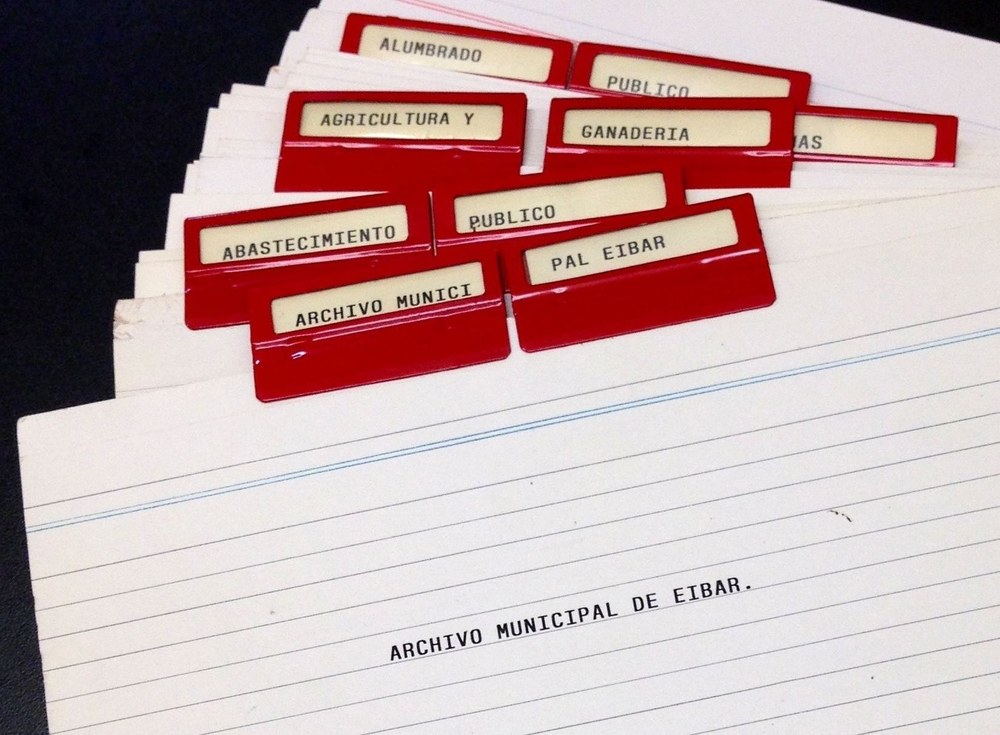 ALUMBRADO PUBLICO
AGRICULTURA Y GANADERIA
ABASTECIMIENTO PUBLICO
ARCHIVO MUNICI PAL EIBAR
ARCHIVO MUNICIPAL DE EIBAR.